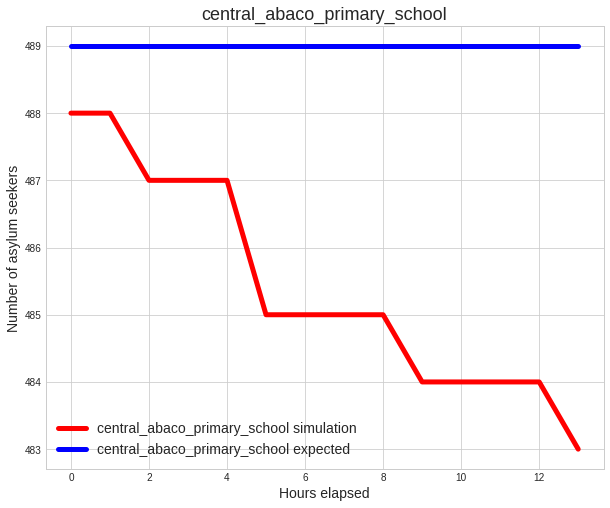 central_abaco_primary_school
489
488
487
486
485
484
483
Number of asylum seekers
central_abaco_primary_school simulation
central_abaco_primary_school expected
0 2 4 6 8 10 12
Hours elapsed